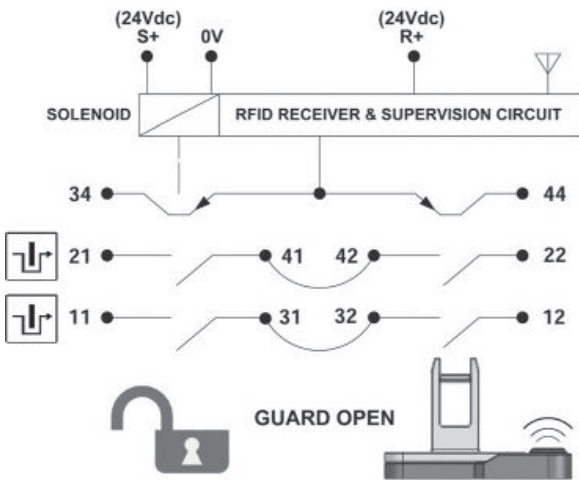 (24Vdc) (24Vdc)
S+ 0V R+
SOLENOID RFID RECEIVER & SUPERVISION CIRCUIT
34 44
21 41 42 22
11 31 32 12
GUARD OPEN